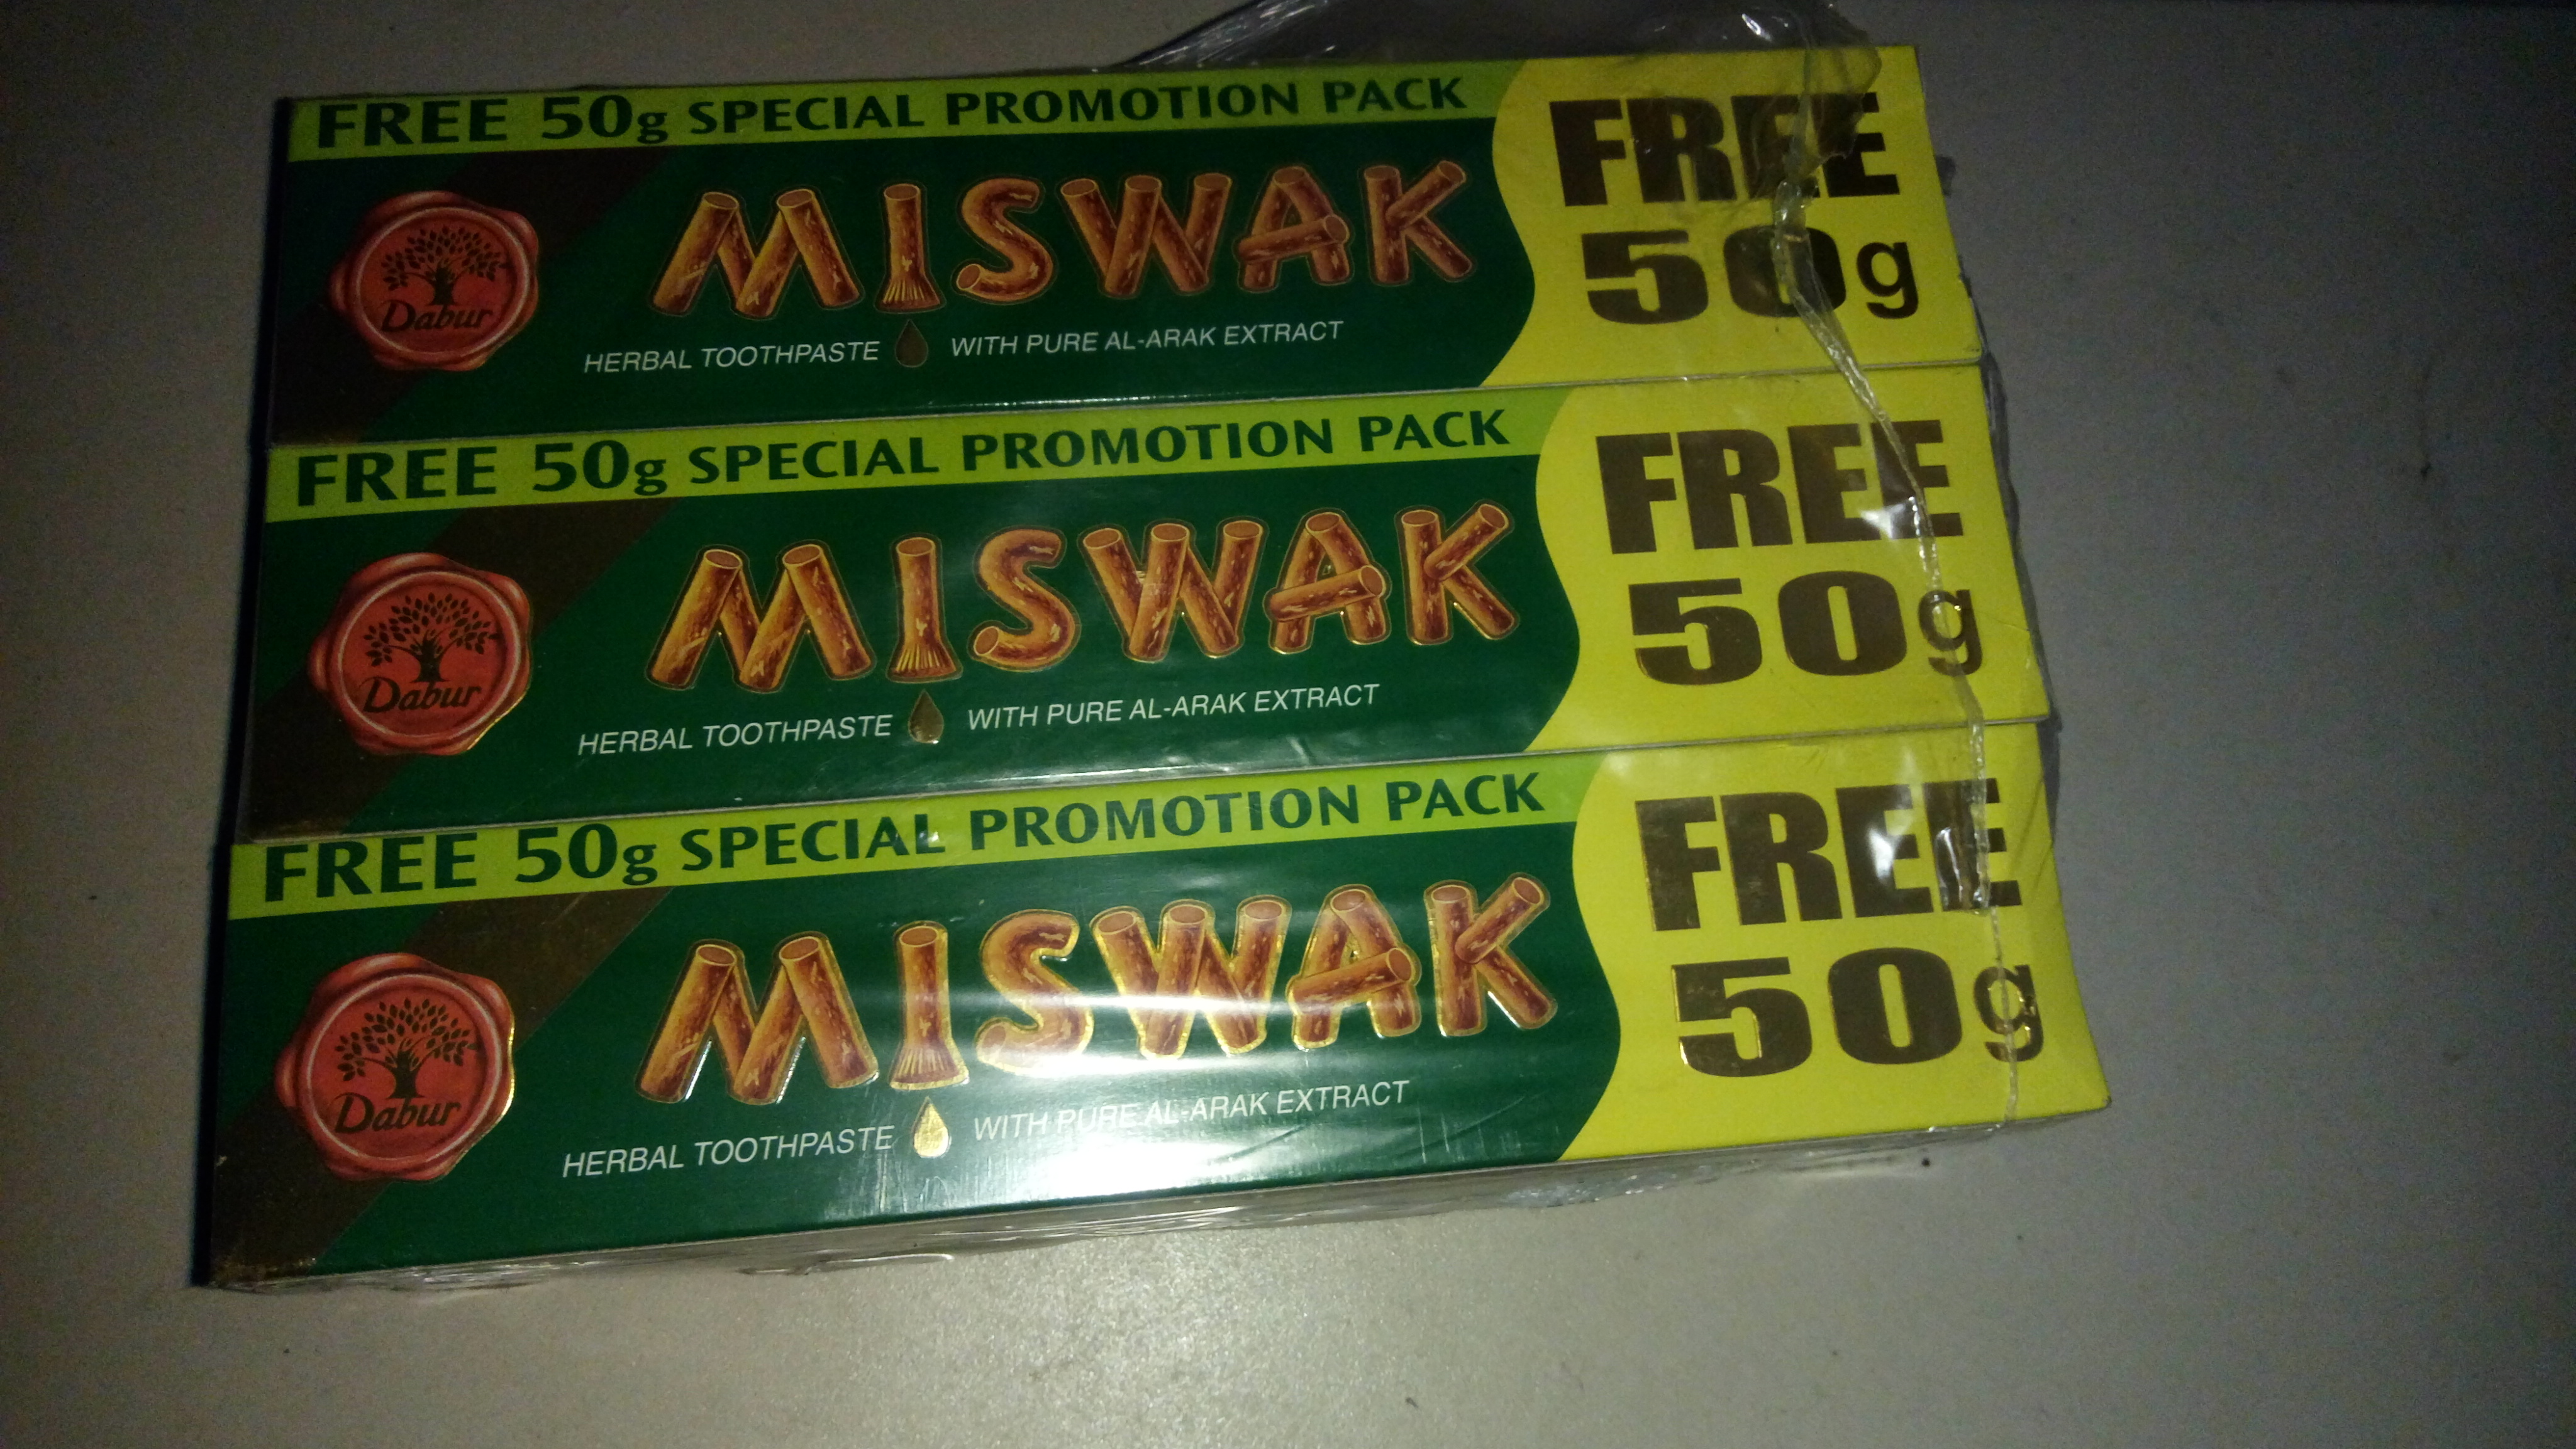 FREE 50g SPECIAL PROMOTION PACK
FREE
50g
Dabur
MISWAK
HERBAL TOOTHPASTE WITH PURE AL-ARAK EXTRACT
FREE 50g SPECIAL PROMOTION PACK
FREE
50g
Dabur
MISWAK
HERBAL TOOTHPASTE WITH PURE AL-ARAK EXTRACT
FREE 50g SPECIAL PROMOTION PACK
FREE
50g
Dabur
MISWAK
HERBAL TOOTHPASTE WITH PURE AL-ARAK EXTRACT